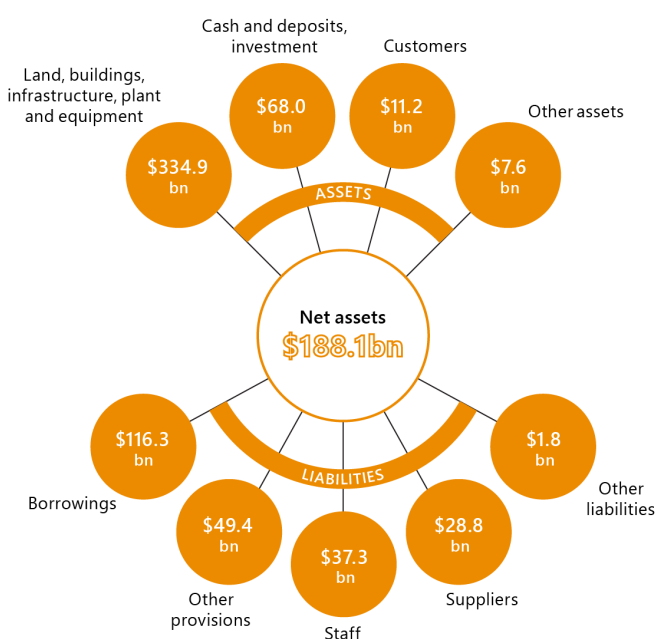 Cash and deposits,
investment
Customers
Land, buildings,
infrastructure, plant
and equipment
Other assets
$334.9
bn
$68.0
bn
$11.2
bn
$7.6
bn
ASSETS
Net assets
$188.1bn
LIABILITIES
$116.3
bn
Borrowings
$49.4
bn
Other
provisions
$37.3
bn
Staff
$28.8
bn
Suppliers
$1.8
bn
Other
liabilities